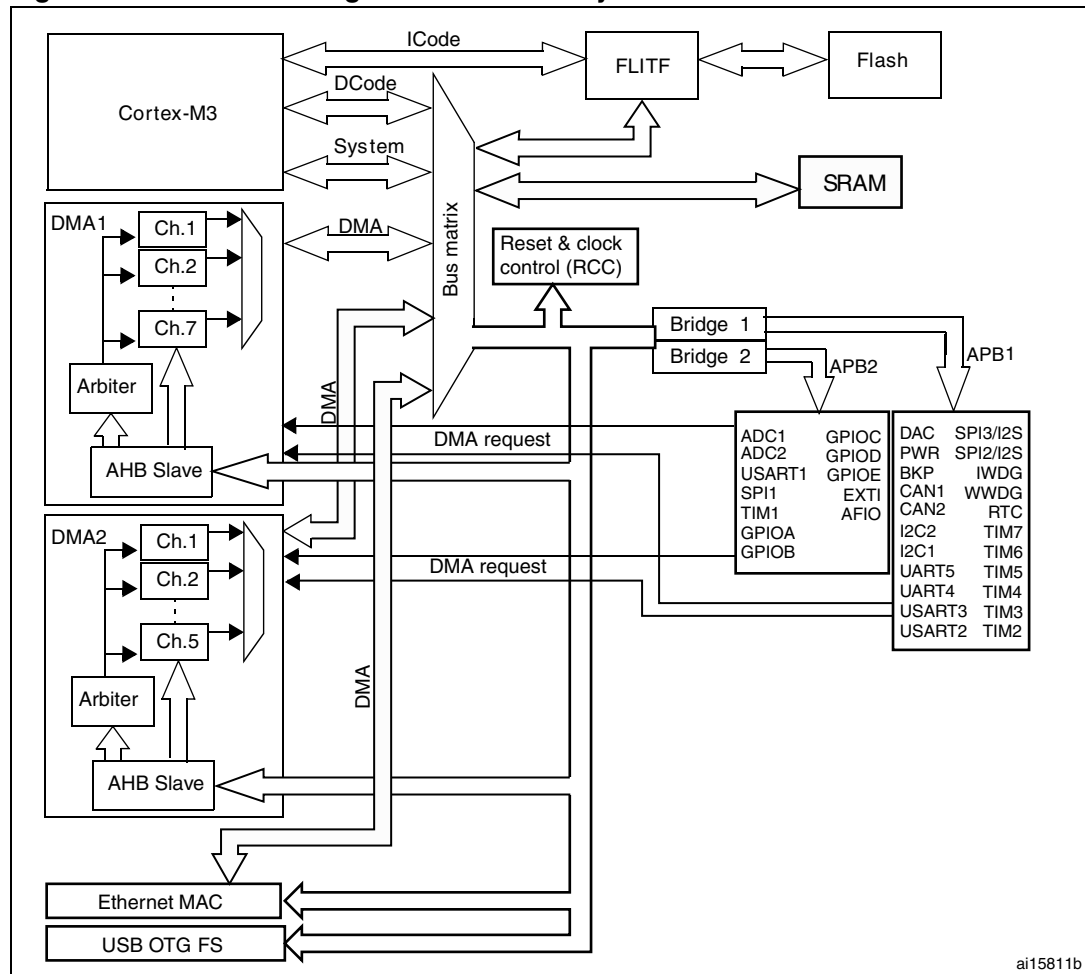 ICode
FLITF
Flash
Cortex-M3
DCode
System
SRAM
DMA1
Ch.1
Ch.2
Ch.7
DMA
Bus matrix
Reset & clock
control (RCC)
Bridge 1
Bridge 2
APB1
APB2
Arbiter
AHB Slave
DMA
DMA request
ADC1 GPIOC
ADC2 GPIOD
USART1 GPIOE
SPI1 EXTI
TIM1 AFIO
GPIOA
GPIOB
DAC SPI3/I2S
PWR SPI2/I2S
BKP IWDG
CAN1 WWDG
CAN2 RTC
I2C2 TIM7
I2C1 TIM6
UART5 TIM5
UART4 TIM4
USART3 TIM3
USART2 TIM2
DMA2
Ch.1
Ch.2
Ch.5
DMA request
Arbiter
AHB Slave
DMA
Ethernet MAC
USB OTG FS
ai15811b